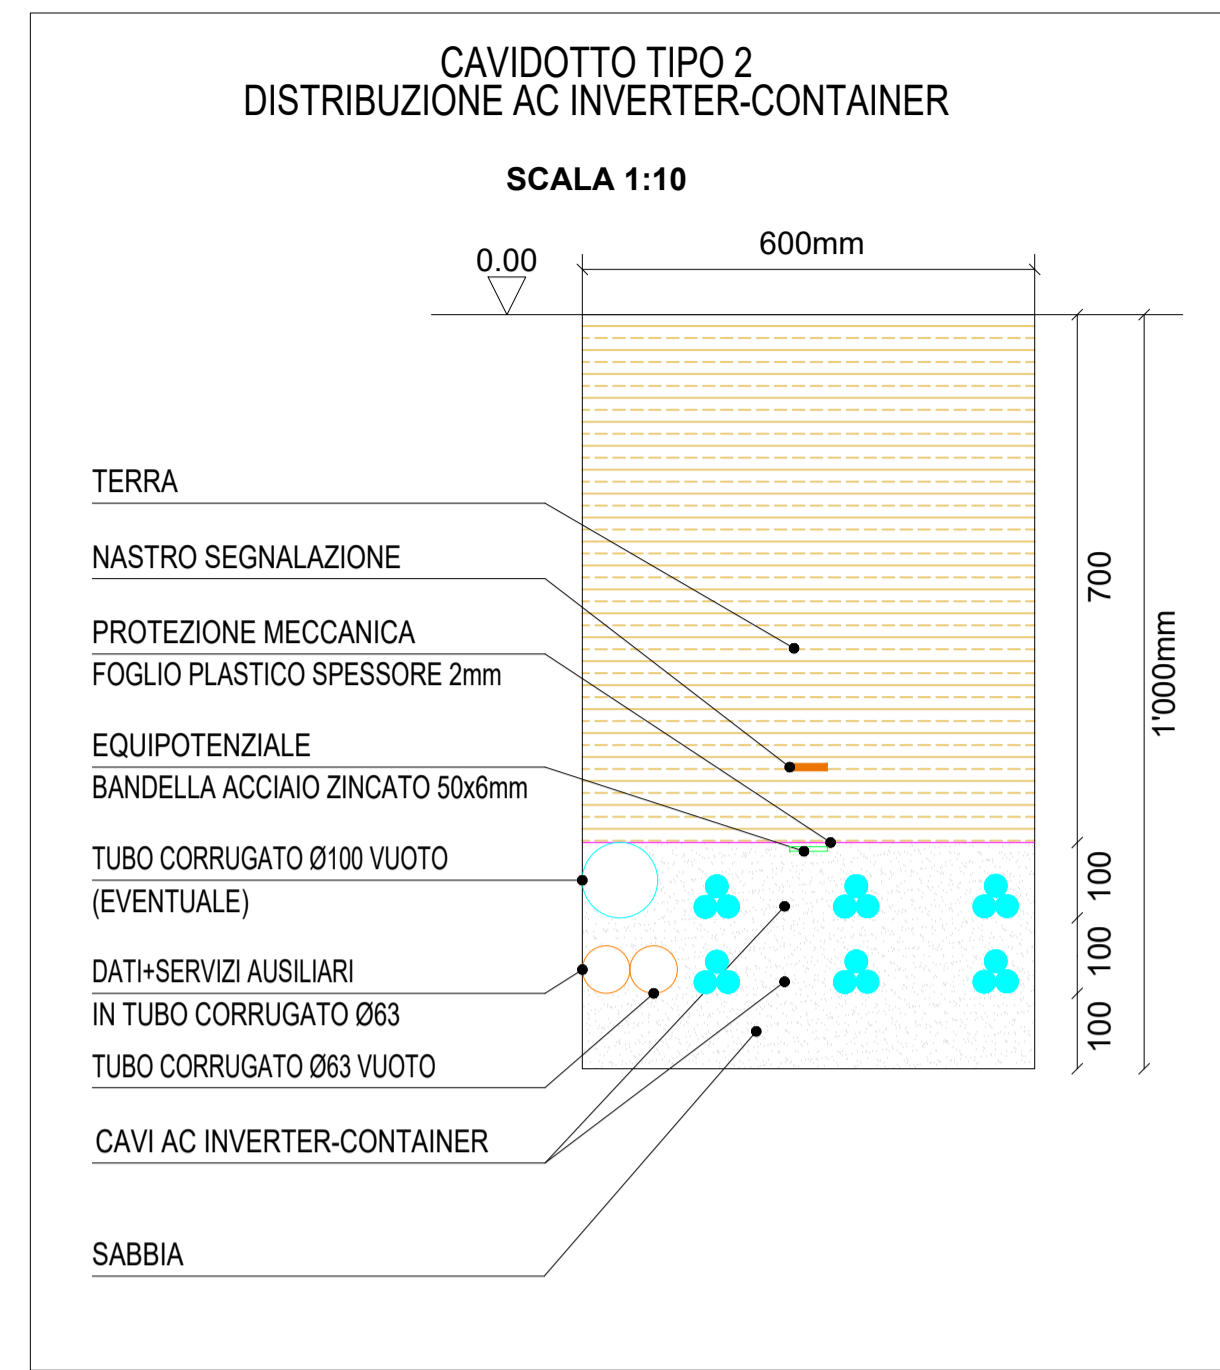 CAVIDOTTO TIPO 2
DISTRIBUZIONE AC INVERTER-CONTAINER
SCALA 1:10
0.00
600mm
TERRA
NASTRO SEGNALAZIONE
PROTEZIONE MECCANICA
FOGLIO PLASTICO SPESSORE 2mm
EQUIPOTENZIALE
BANDELLA ACCIAIO ZINCATO 50x6mm
TUBO CORRUGATO Ø100 VUOTO
(EVENTUALE)
DATI+SERVIZI AUSILIARI
IN TUBO CORRUGATO Ø63
TUBO CORRUGATO Ø63 VUOTO
CAVI AC INVERTER-CONTAINER
SABBIA
700
100
100
100
1'000mm